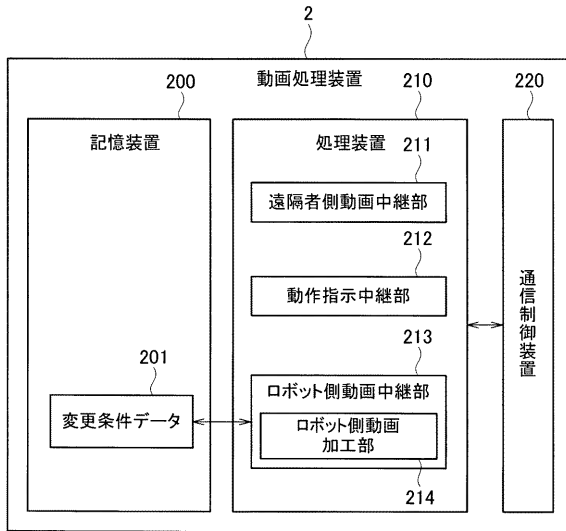 2
動画処理装置
200
210
220
記憶装置
処理装置
211
遠隔者側動画中継部
212
動作指示中継部
通信制御装置
213
201
ロボット側動画中継部
変更条件データ
ロボット側動画
加工部
214